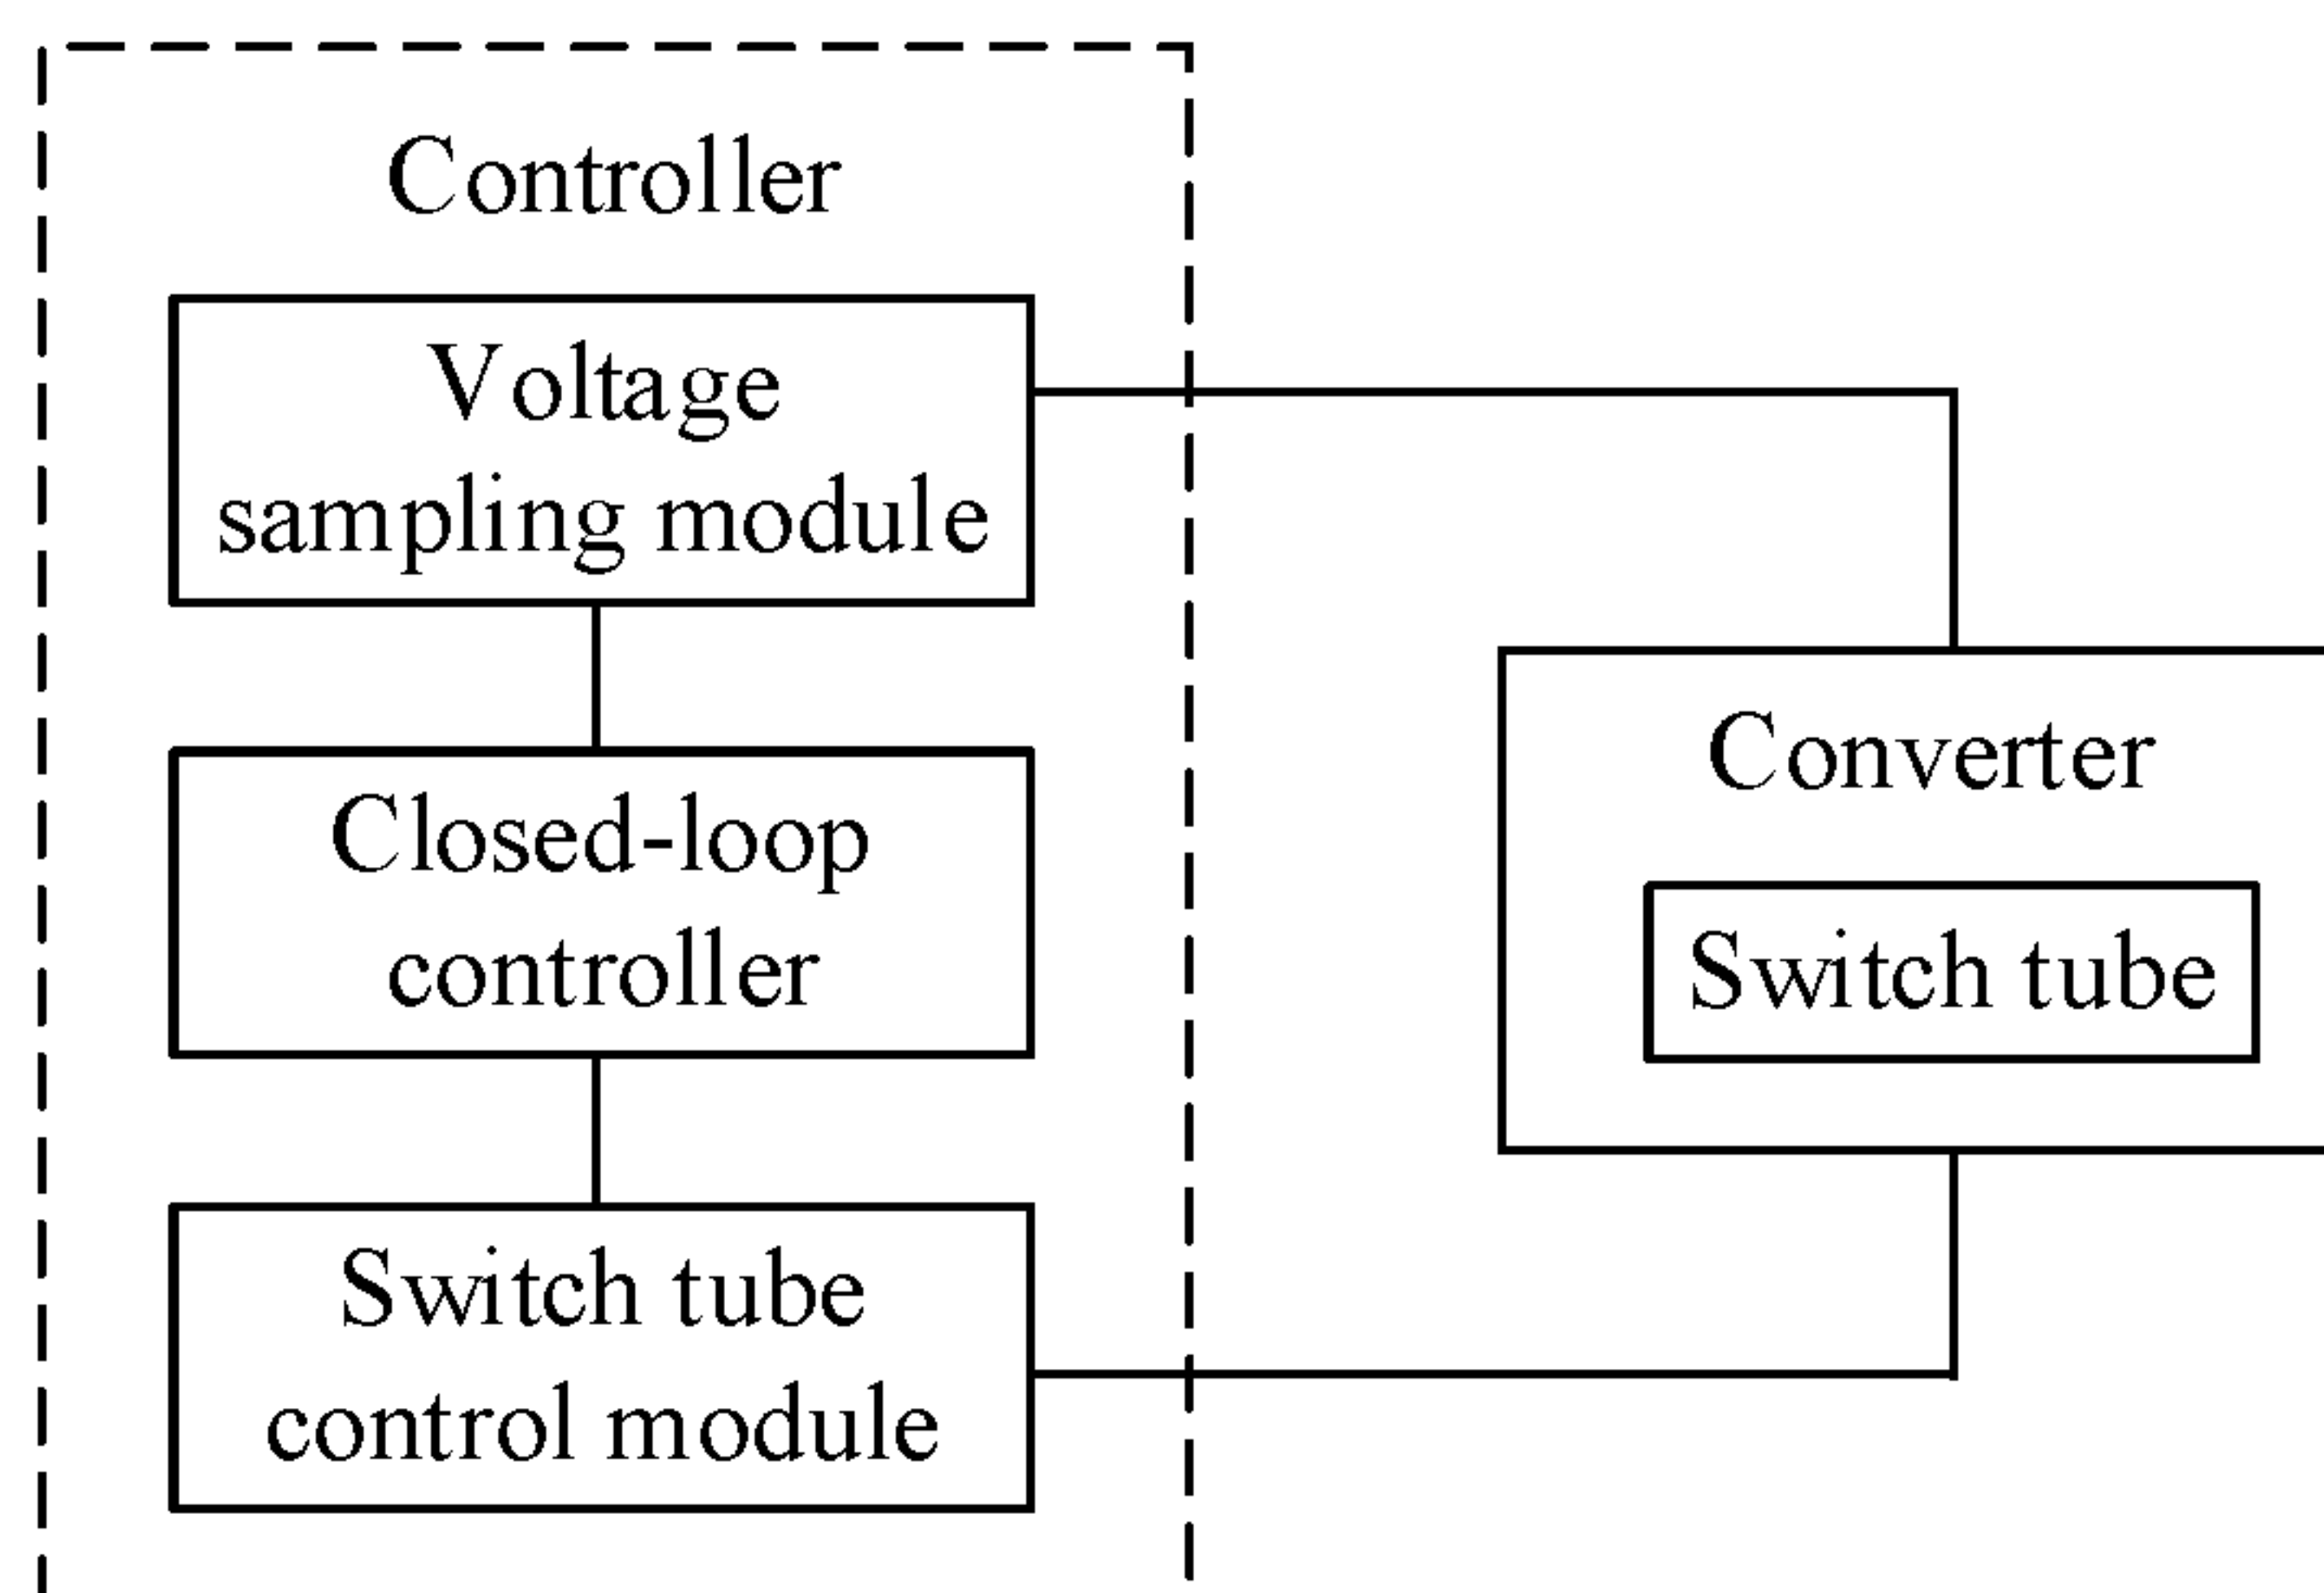 Controller
Voltage
sampling module
Closed-loop
controller
Switch tube
control module
Converter
Switch tube